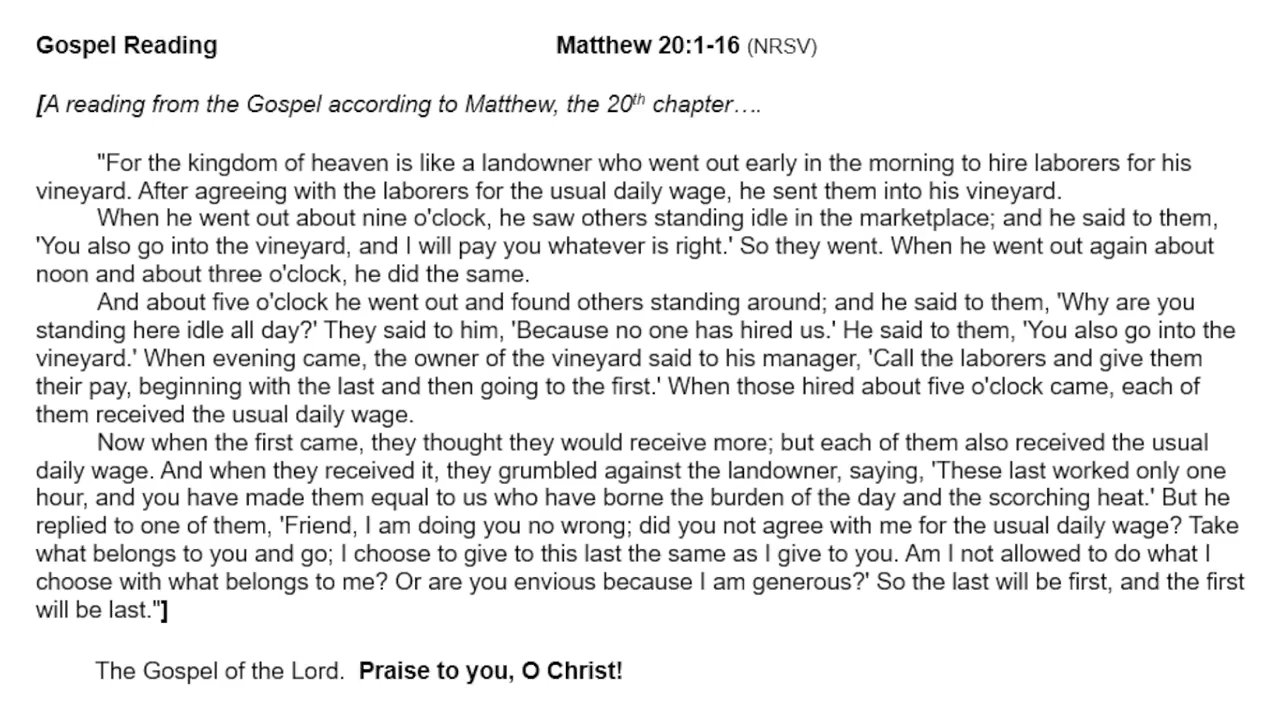 Gospel Reading Matthew 20:1-16 (NRSV)
[A reading from the Gospel according to Matthew, the 20th chapter….
"For the kingdom of heaven is like a landowner who went out early in the morning to hire laborers for his
vineyard. After agreeing with the laborers for the usual daily wage, he sent them into his vineyard.
When he went out about nine o'clock, he saw others standing idle in the marketplace; and he said to them,
'You also go into the vineyard, and I will pay you whatever is right.' So they went. When he went out again about
noon and about three o'clock, he did the same.
And about five o'clock he went out and found others standing around; and he said to them, 'Why are you
standing here idle all day?' They said to him, 'Because no one has hired us.' He said to them, 'You also go into the
vineyard.' When evening came, the owner of the vineyard said to his manager, 'Call the laborers and give them
their pay, beginning with the last and then going to the first.' When those hired about five o'clock came, each of
them received the usual daily wage.
Now when the first came, they thought they would receive more; but each of them also received the usual
daily wage. And when they received it, they grumbled against the landowner, saying, 'These last worked only one
hour, and you have made them equal to us who have borne the burden of the day and the scorching heat.' But he
replied to one of them, 'Friend, I am doing you no wrong; did you not agree with me for the usual daily wage? Take
what belongs to you and go; I choose to give to this last the same as I give to you. Am I not allowed to do what I
choose with what belongs to me? Or are you envious because I am generous?' So the last will be first, and the first
will be last."]
The Gospel of the Lord. Praise to you, O Christ!